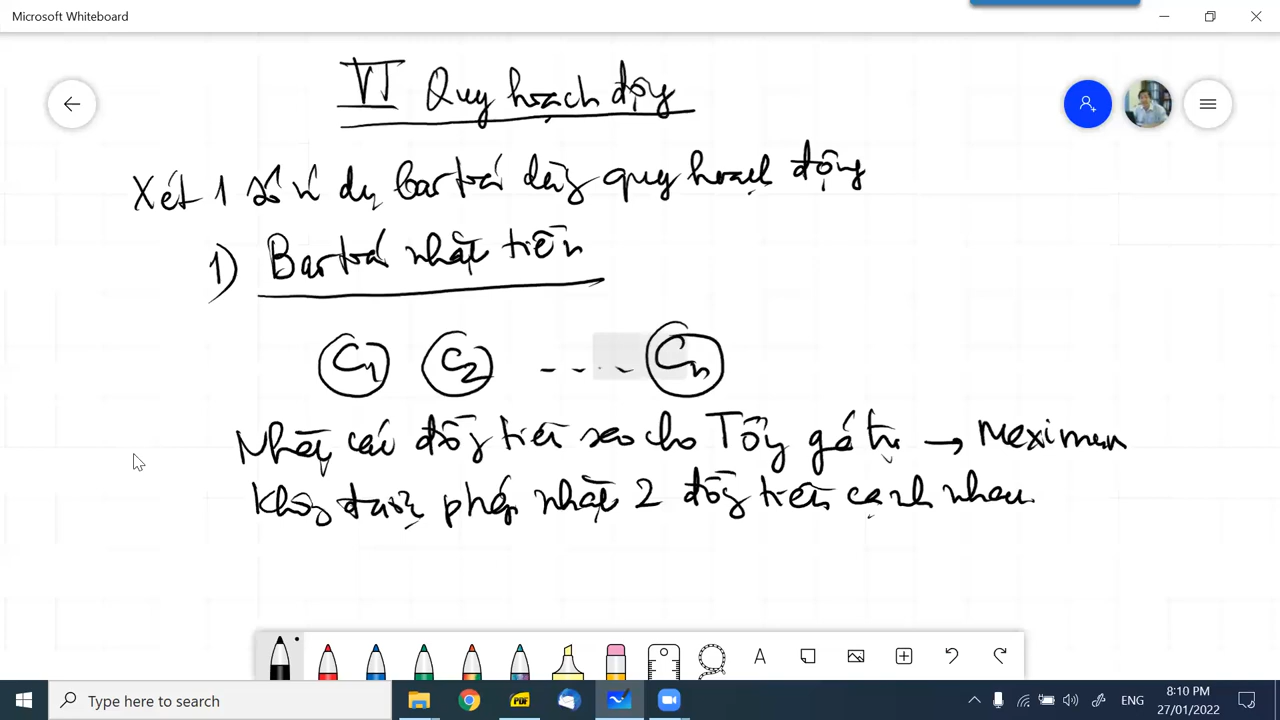 Microsoft Whiteboard
VI Quy hoạch động
Xét 1 số ví dụ bài toán dùng quy hoạch động
1) Bài toán nhặt tiền
C1 C2 ..... Cn
Nhặt các đồng tiền sao cho Tổng giá trị → Maximum
Không được phép nhặt 2 đồng tiền cạnh nhau.
A
Type here to search
PDF
ENG
8:10 PM
27/01/2022